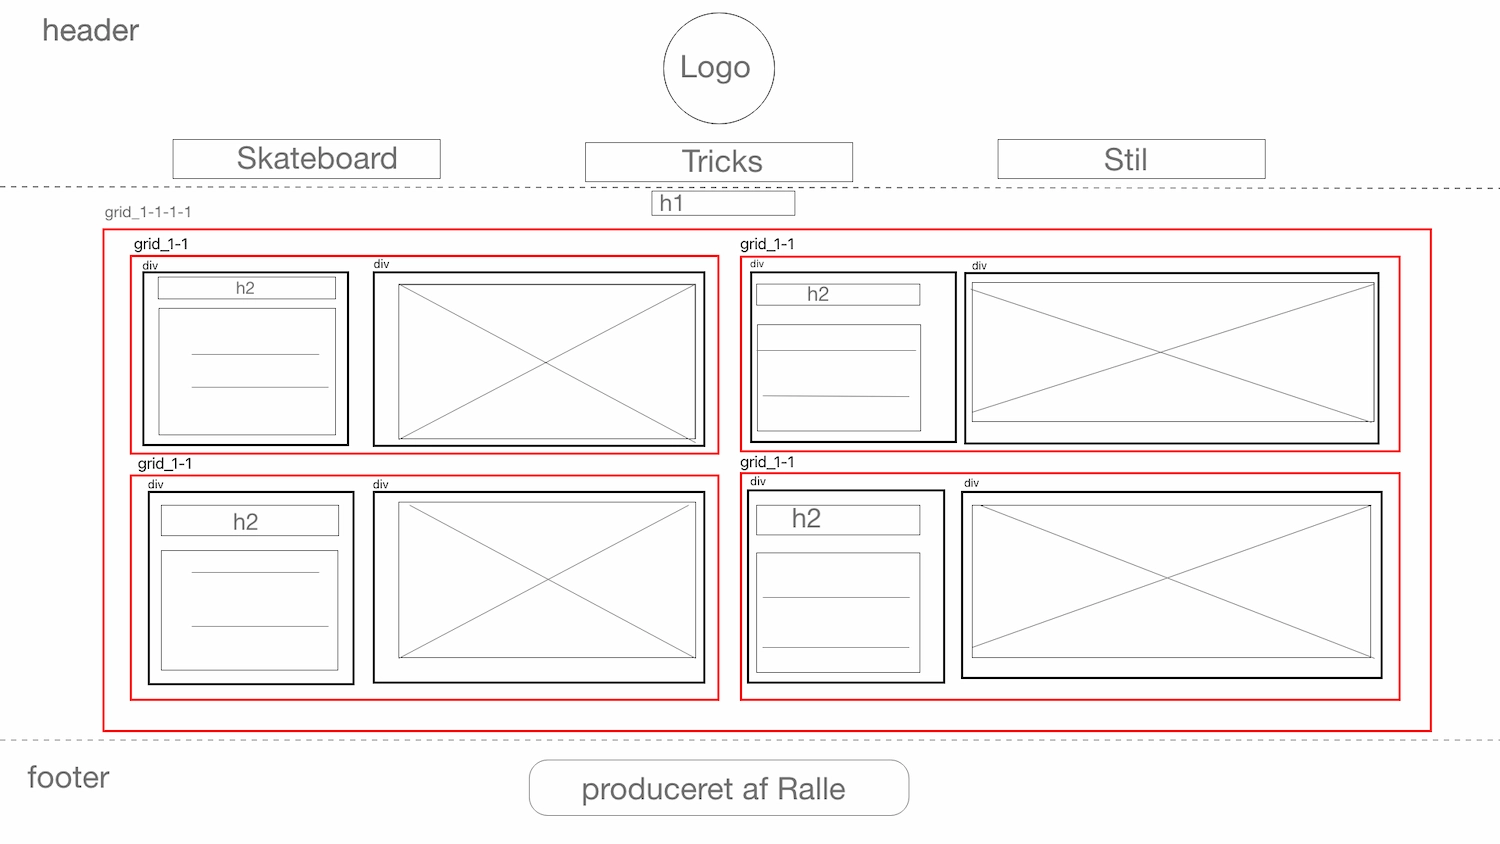 header
Logo
Skateboard
Tricks
Stil
h1
grid_1-1-1-1
grid_1-1
grid_1-1
div
div
div
div
h2
h2
grid_1-1
grid_1-1
div
div
div
div
h2
h2
footer
produceret af Ralle